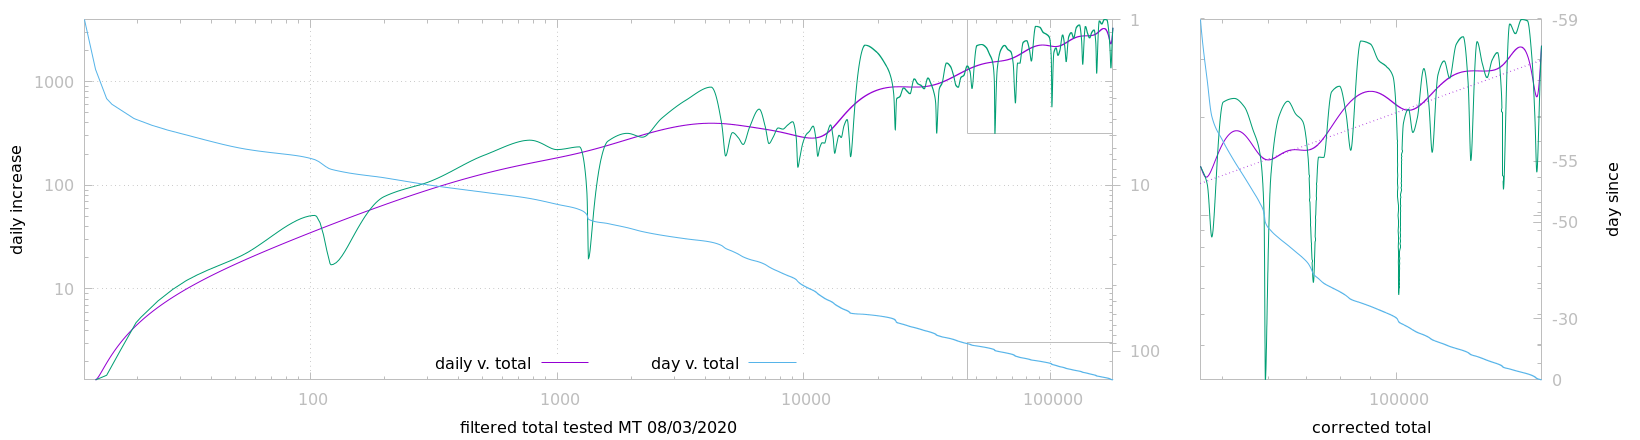 1000
100
10
daily increase
daily v. total
day v. total
100
1000
10000
100000
filtered total tested MT 08/03/2020
1
10
100
100000
corrected total
-59
-55
-50
-30
0
day since